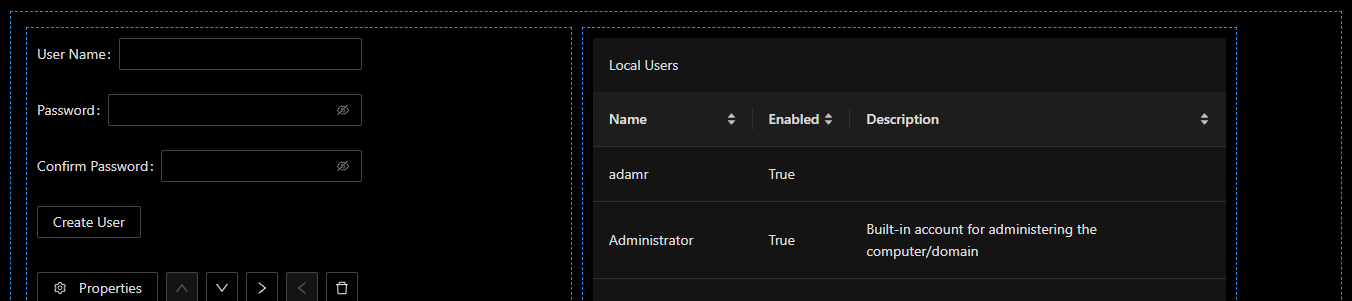 User Name:
Password:
Confirm Password:
Create User
Properties
Local Users
Name Enabled Description
adamr True
Administrator True Built-in account for administering the
computer/domain